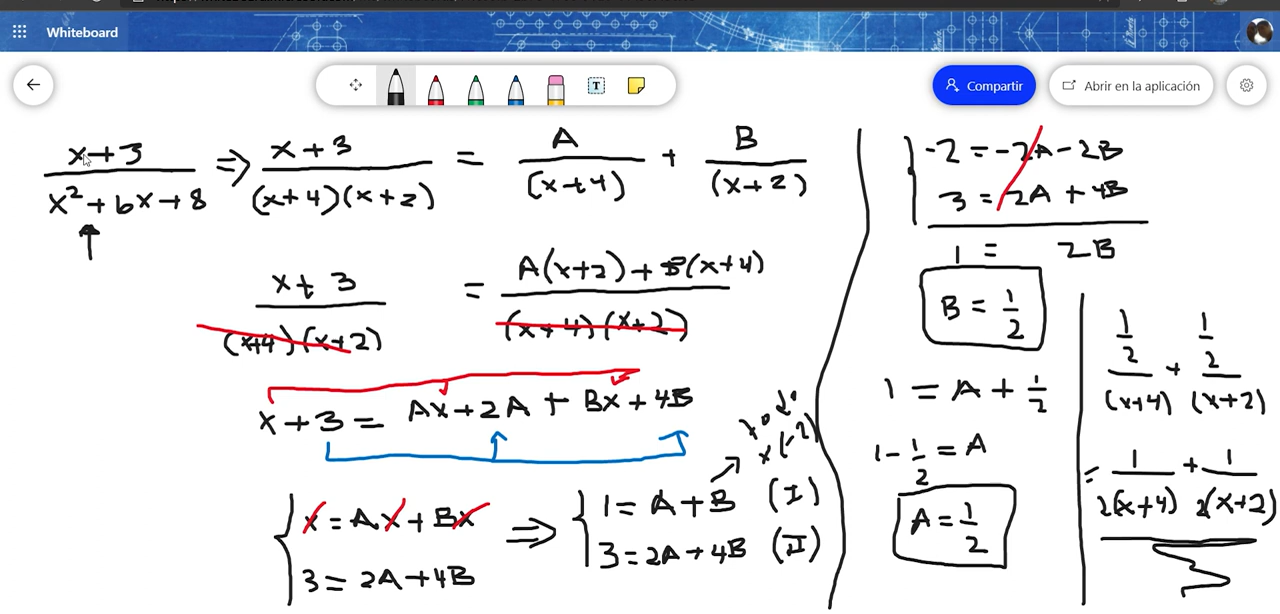 Whiteboard
T
Compartir
Abrir en la aplicación
x+3 / x² + 6x + 8 => x + 3 / (x+4)(x+2) = A / (x+4) + B / (x+2)
x+3 / (x+4)(x+2) = A(x+2) + B(x+4) / (x+4)(x+2)
x+3 = Ax+2A + Bx+4B
{ x = Ax + Bx
3 = 2A+4B
=> { 1 = A+B (I)
3 = 2A+4B (II)
x(-2)
-2 = -2A-2B
3 = 2A+4B
1 = 2B
B = 1/2
1 = A + 1/2
1 - 1/2 = A
A = 1/2
1/2 / (x+4) + 1/2 / (x+2)
= 1 / 2(x+4) + 1 / 2(x+2)